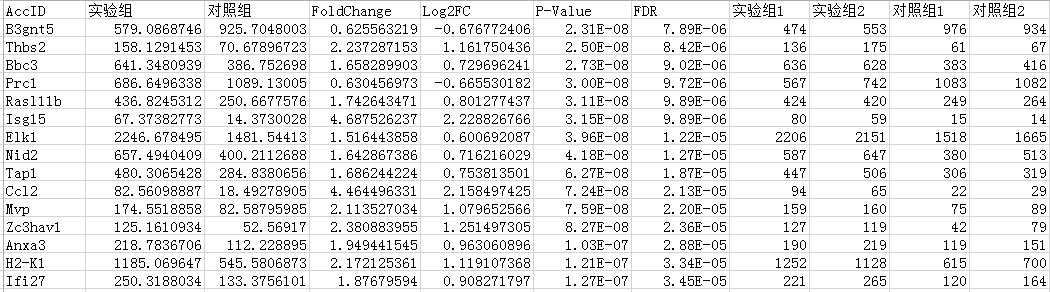 AccID 实验组 对照组 FoldChange Log2FC P-Value FDR 实验组1 实验组2 对照组1 对照组2
B3gnt5 579.0868746 925.7048003 0.625563219 -0.676772406 2.31E-08 7.89E-06 474 553 976 934
Thbs2 158.1291453 70.67896723 2.237287153 1.161750436 2.50E-08 8.42E-06 136 175 61 67
Bbc3 641.3480939 386.752698 1.658289903 0.729696241 2.73E-08 9.02E-06 636 628 383 416
Prc1 686.6496338 1089.13005 0.630456973 -0.665530182 3.00E-08 9.72E-06 567 742 1083 1082
Rasl11b 436.8245312 250.6677576 1.742643471 0.801277437 3.11E-08 9.89E-06 424 420 249 264
Isg15 67.37382773 14.3730028 4.687526237 2.228826766 3.15E-08 9.89E-06 80 59 15 14
Elk1 2246.678495 1481.54413 1.516443858 0.600692087 3.96E-08 1.22E-05 2206 2151 1518 1665
Nid2 657.4940409 400.2112688 1.642867386 0.716216029 4.18E-08 1.27E-05 587 647 380 513
Tap1 480.3065428 284.8380656 1.686244224 0.753813501 6.27E-08 1.87E-05 447 506 306 319
Ccl2 82.56098887 18.49278905 4.464496331 2.158497425 7.24E-08 2.13E-05 94 65 22 29
Mvp 174.5518858 82.58795985 2.113527034 1.079652566 7.59E-08 2.20E-05 159 160 75 89
Zc3hav1 125.1610934 52.56917 2.380883955 1.251497305 8.27E-08 2.36E-05 127 119 42 79
Anxa3 218.7836706 112.228895 1.949441545 0.963060896 1.03E-07 2.88E-05 190 219 119 151
H2-K1 1185.069647 545.5806873 2.172125361 1.119107368 1.21E-07 3.34E-05 1252 1128 615 700
Ifi27 250.3188034 133.3756101 1.87679594 0.908271797 1.27E-07 3.45E-05 221 265 120 164